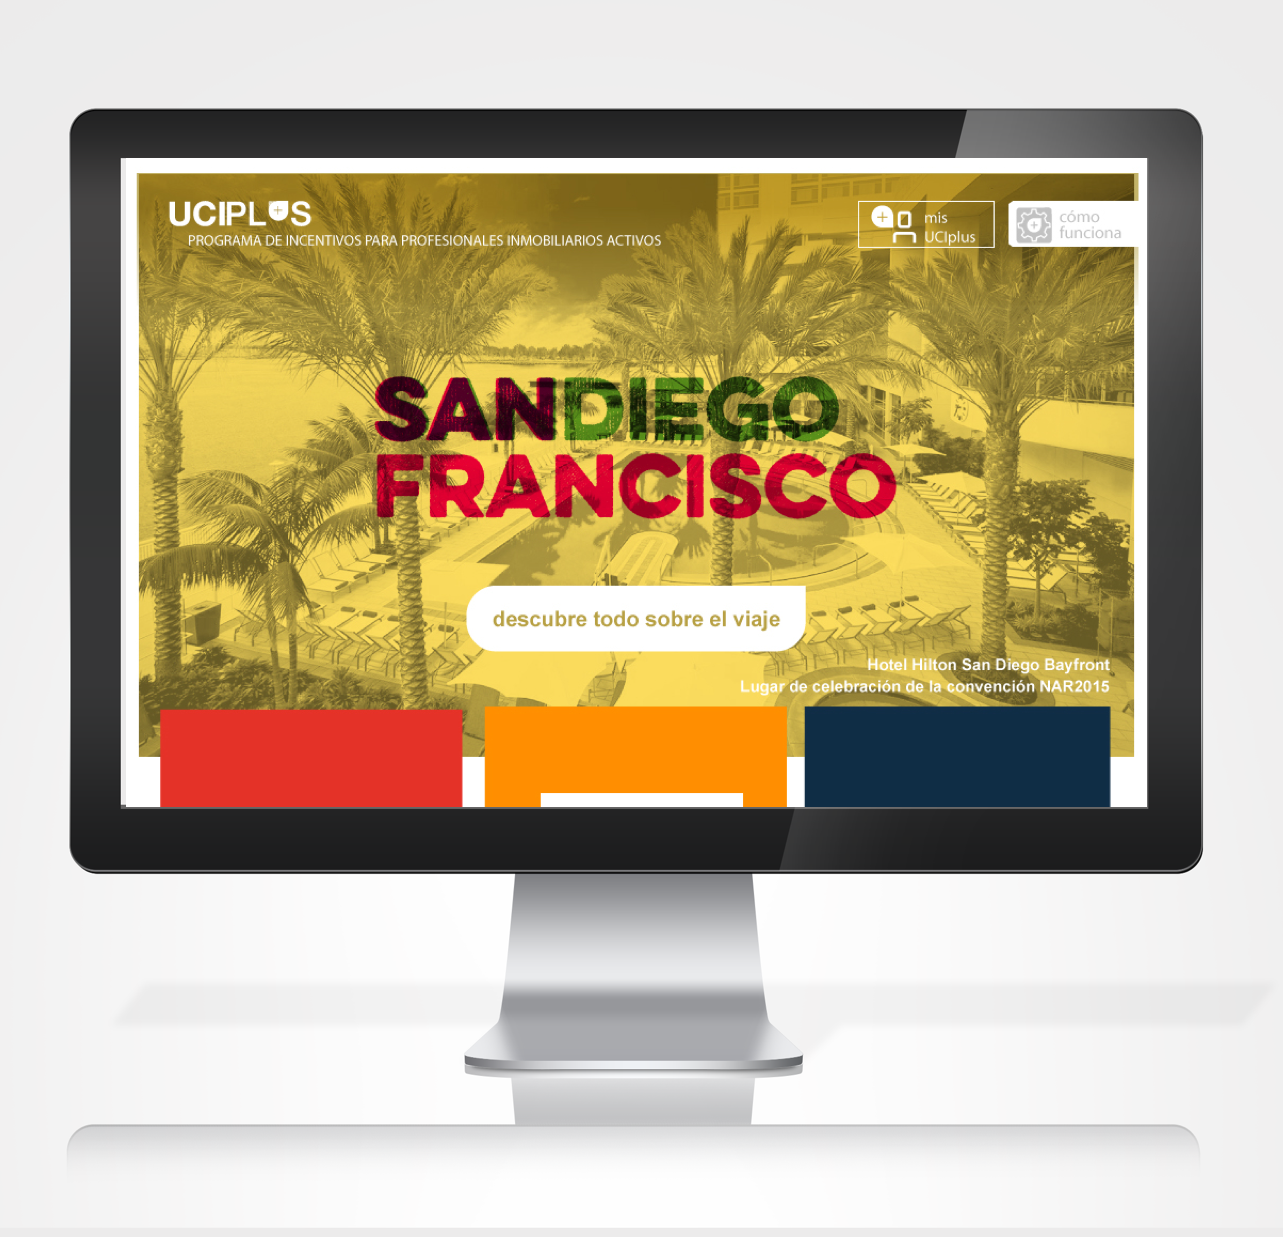 UCIPLUS
PROGRAMA DE INCENTIVOS PARA PROFESIONALES INMOBILIARIOS ACTIVOS
mis
UCIplus
cómo
funciona
SANDIEGO
FRANCISCO
descubre todo sobre el viaje
Hotel Hilton San Diego Bayfront
Lugar de celebración de la convención NAR2015